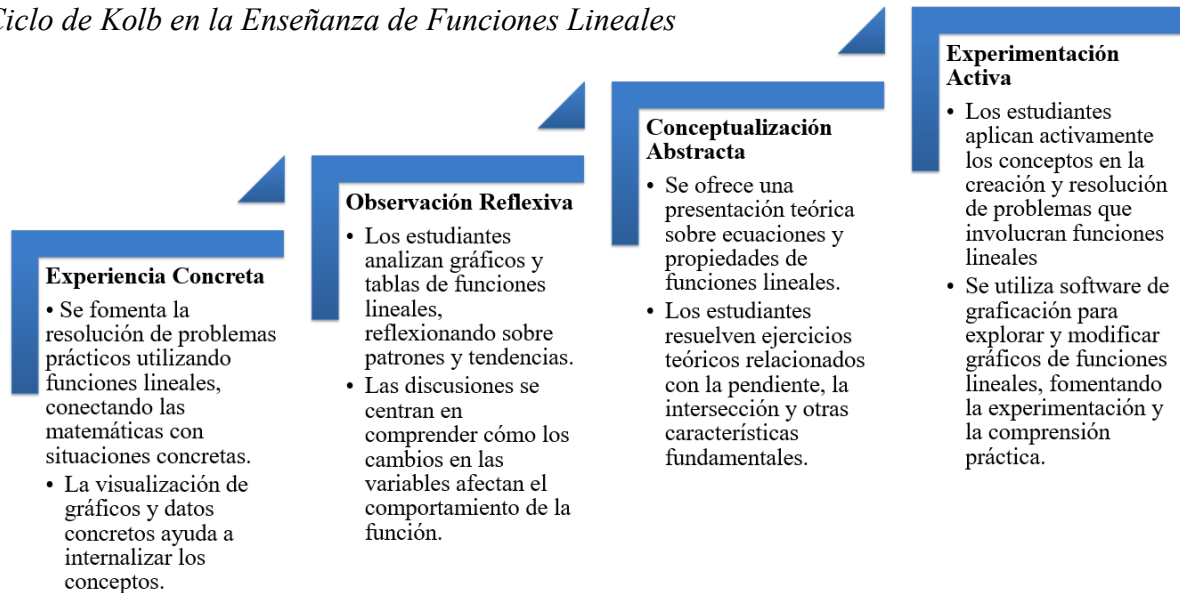 Ciclo de Kolb en la Enseñanza de Funciones Lineales
Experiencia Concreta
• Se fomenta la
resolución de problemas
prácticos utilizando
funciones lineales,
conectando las
matemáticas con
situaciones concretas.
• La visualización de
gráficos y datos
concretos ayuda a
internalizar los
conceptos.
Observación Reflexiva
• Los estudiantes
analizan gráficos y
tablas de funciones
lineales,
reflexionando sobre
patrones y tendencias.
• Las discusiones se
centran en
comprender cómo los
cambios en las
variables afectan el
comportamiento de la
función.
Conceptualización
Abstracta
• Se ofrece una
presentación teórica
sobre ecuaciones y
propiedades de
funciones lineales.
• Los estudiantes
resuelven ejercicios
teóricos relacionados
con la pendiente, la
intersección y otras
características
fundamentales.
Experimentación
Activa
• Los estudiantes
aplican activamente
los conceptos en la
creación y resolución
de problemas que
involucran funciones
lineales
• Se utiliza software de
graficación para
explorar y modificar
gráficos de funciones
lineales, fomentando
la experimentación y
la comprensión
práctica.